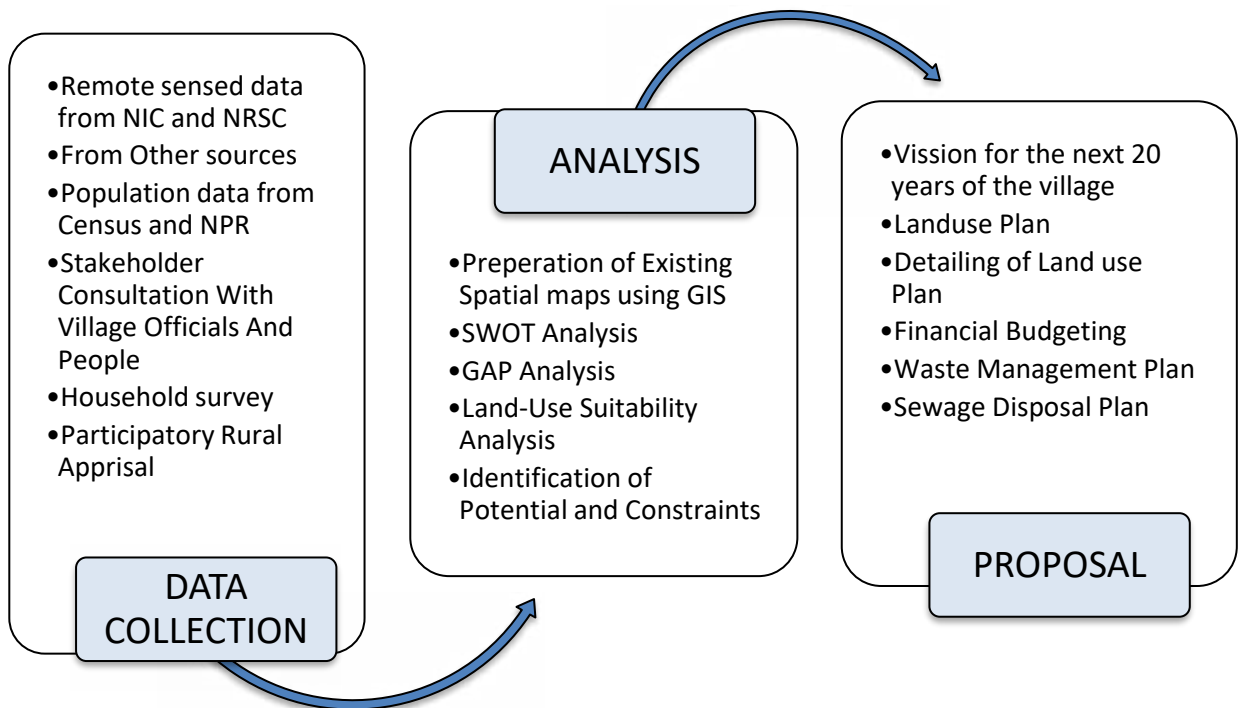 •Remote sensed data
from NIC and NRSC
•From Other sources
•Population data from
Census and NPR
•Stakeholder
Consultation With
Village Officials And
People
•Household survey
•Participatory Rural
Apprisal
DATA
COLLECTION
ANALYSIS
•Preperation of Existing
Spatial maps using GIS
•SWOT Analysis
•GAP Analysis
•Land-Use Suitability
Analysis
•Identification of
Potential and Constraints
•Vission for the next 20
years of the village
•Landuse Plan
•Detailing of Land use
Plan
•Financial Budgeting
•Waste Management Plan
•Sewage Disposal Plan
PROPOSAL